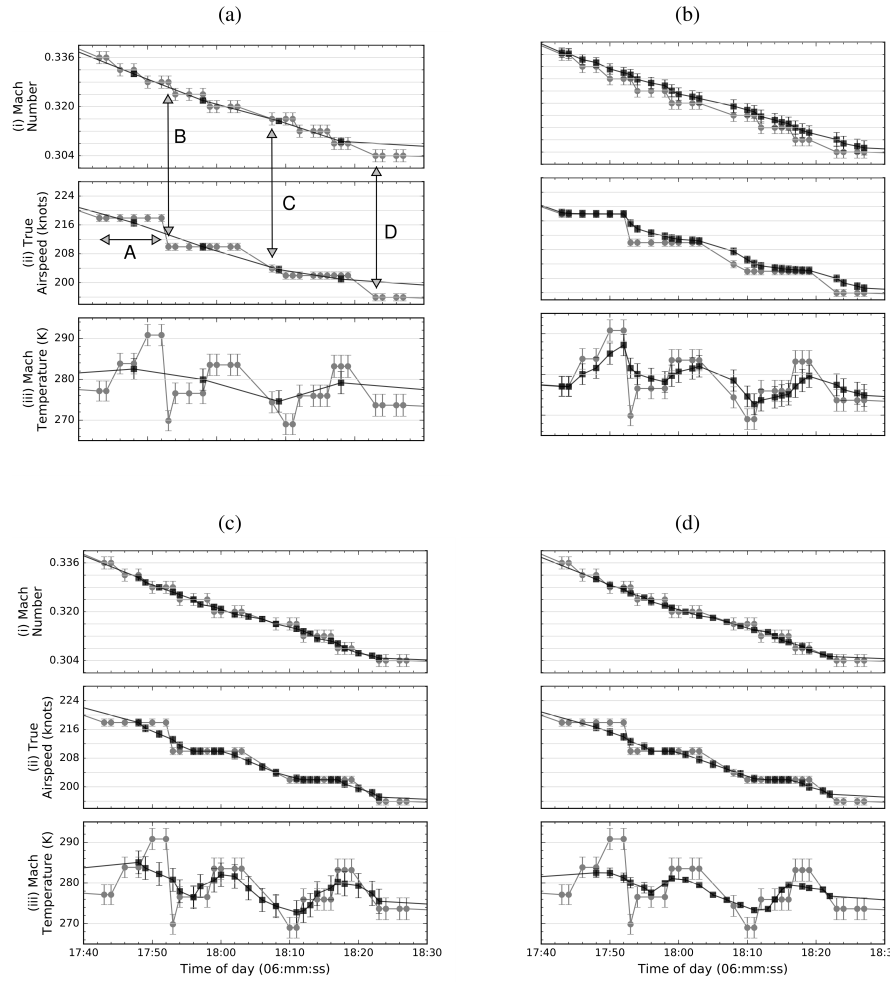 (a)
(b)
(i) Mach
Number
0.336
0.320
0.304
B
C
D
(ii) True
Airspeed (knots)
224
216
208
200
A
(iii) Mach
Temperature (K)
290
280
270
(c)
(d)
(i) Mach
Number
0.336
0.320
0.304
(ii) True
Airspeed (knots)
224
216
208
200
(iii) Mach
Temperature (K)
290
280
270
17:40 17:50 18:00 18:10 18:20 18:30
Time of day (06:mm:ss)
17:40 17:50 18:00 18:10 18:20 18:3
Time of day (06:mm:ss)